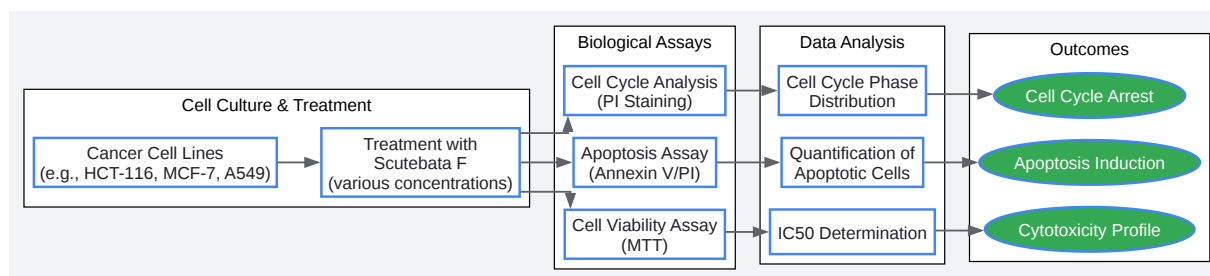 Cell Culture & Treatment
Cancer Cell Lines
(e.g., HCT-116, MCF-7, A549)
Treatment with
Scutebata F
(various concentrations)
Biological Assays
Cell Cycle Analysis
(PI Staining)
Apoptosis Assay
(Annexin V/PI)
Cell Viability Assay
(MTT)
Data Analysis
Cell Cycle Phase
Distribution
Quantification of
Apoptotic Cells
IC50 Determination
Outcomes
Cell Cycle Arrest
Apoptosis Induction
Cytotoxicity Profile